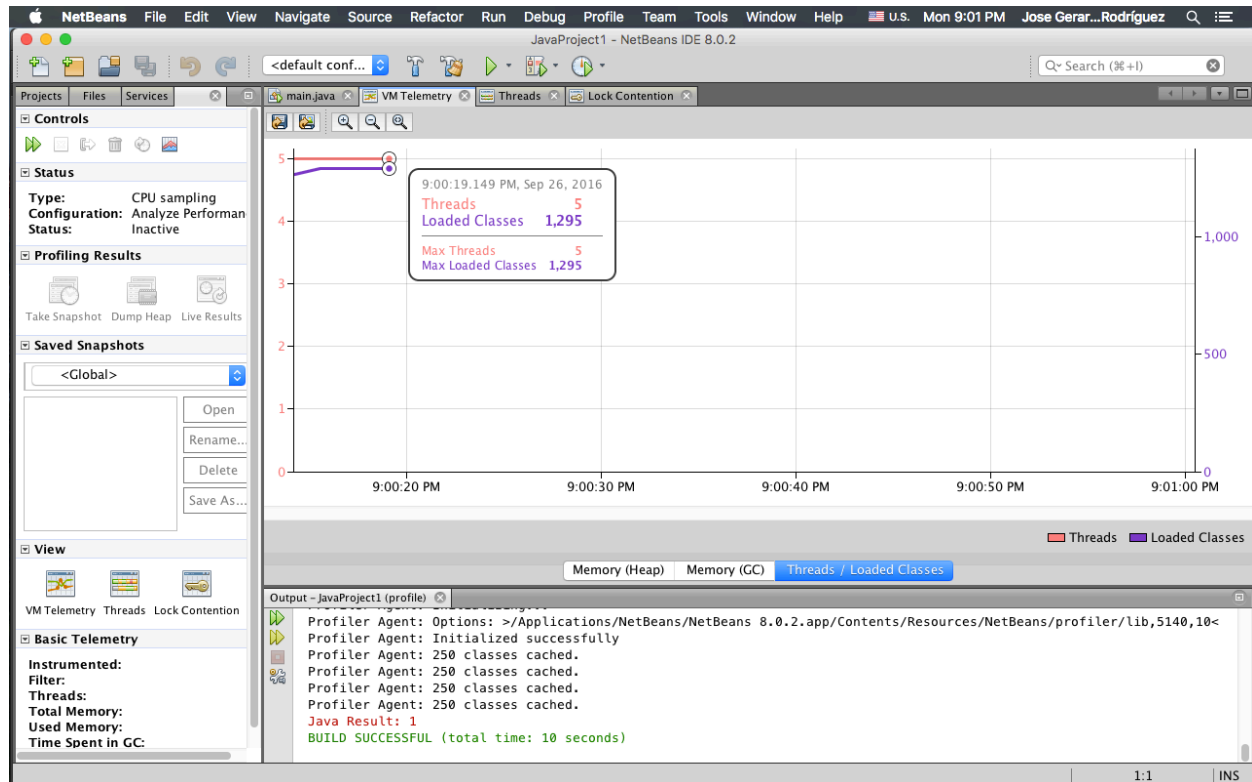 NetBeans File Edit View Navigate Source Refactor Run Debug Profile Team Tools Window Help U.S. Mon 9:01 PM Jose Gerar...Rodríguez
JavaProject1 - NetBeans IDE 8.0.2
<default conf... Search (⌘+I)
Projects Files Services
main.java VM Telemetry Threads Lock Contention
Controls
Status
Type: CPU sampling
Configuration: Analyze Performan
Status: Inactive
Profiling Results
Take Snapshot Dump Heap Live Results
Saved Snapshots
<Global>
Open
Rename...
Delete
Save As...
View
VM Telemetry Threads Lock Contention
Basic Telemetry
Instrumented:
Filter:
Threads:
Total Memory:
Used Memory:
Time Spent in GC:
5
4
3
2
1
0
9:00:19.149 PM, Sep 26, 2016
Threads 5
Loaded Classes 1,295
Max Threads 5
Max Loaded Classes 1,295
1,000
500
0
9:00:20 PM 9:00:30 PM 9:00:40 PM 9:00:50 PM 9:01:00 PM
Threads Loaded Classes
Memory (Heap) Memory (GC) Threads / Loaded Classes
Output - JavaProject1 (profile)
Profiler Agent: Initializing...
Profiler Agent: Options: >/Applications/NetBeans/NetBeans 8.0.2.app/Contents/Resources/NetBeans/profiler/lib,5140,10<
Profiler Agent: Initialized successfully
Profiler Agent: 250 classes cached.
Profiler Agent: 250 classes cached.
Profiler Agent: 250 classes cached.
Profiler Agent: 250 classes cached.
Java Result: 1
BUILD SUCCESSFUL (total time: 10 seconds)
1:1 INS